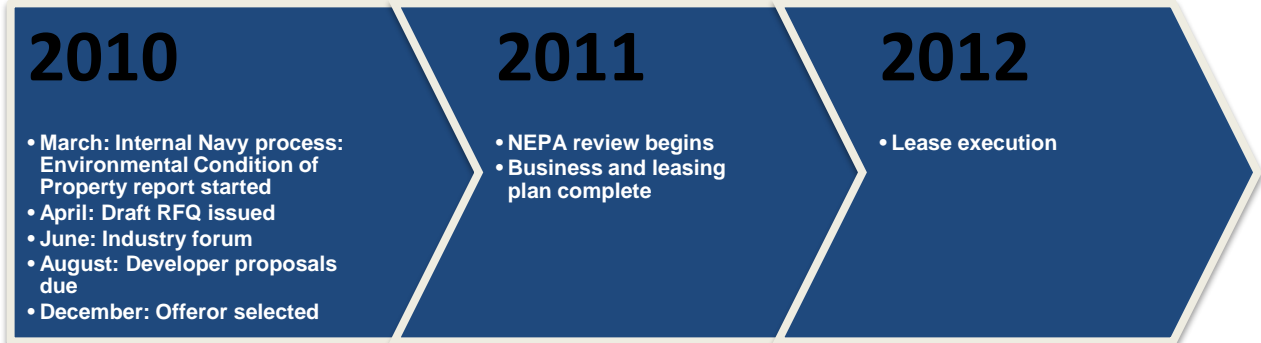 2010
• March: Internal Navy process:
Environmental Condition of
Property report started
• April: Draft RFQ issued
• June: Industry forum
• August: Developer proposals
due
• December: Offeror selected
2011
• NEPA review begins
• Business and leasing
plan complete
2012
• Lease execution